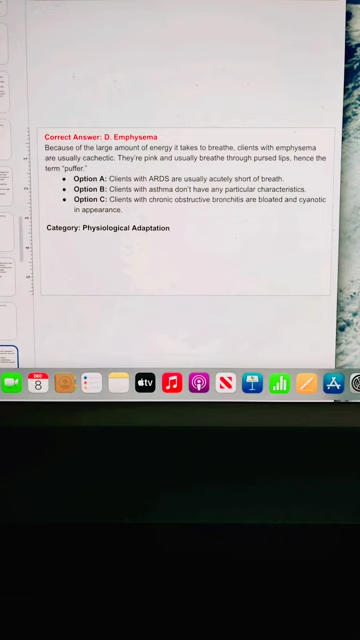 Correct Answer: D. Emphysema
Because of the large amount of energy it takes to breathe, clients with emphysema
are usually cachectic. They're pink and usually breathe through pursed lips, hence the
term "puffer."
● Option A: Clients with ARDS are usually acutely short of breath.
● Option B: Clients with asthma don't have any particular characteristics.
● Option C: Clients with chronic obstructive bronchitis are bloated and cyanotic
in appearance.
Category: Physiological Adaptation
DEC
8
tv